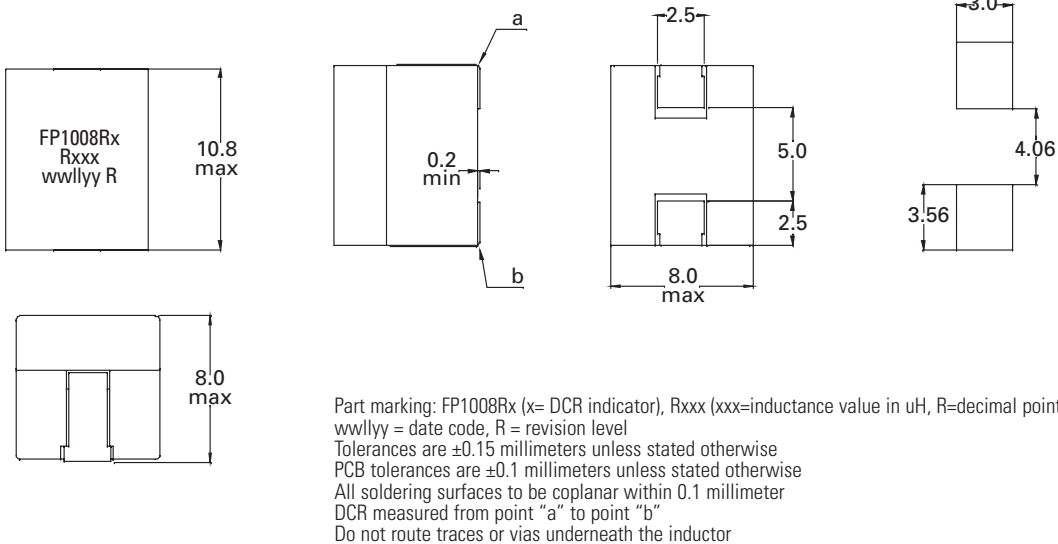 FP1008Rx
Rxxx
wwllyy R
10.8
max
a
0.2
min
b
2.5
5.0
2.5
8.0
max
3.0
4.06
3.56
8.0
max
Part marking: FP1008Rx (x= DCR indicator), Rxxx (xxx=inductance value in uH, R=decimal point
wwllyy = date code, R = revision level
Tolerances are ±0.15 millimeters unless stated otherwise
PCB tolerances are ±0.1 millimeters unless stated otherwise
All soldering surfaces to be coplanar within 0.1 millimeter
DCR measured from point “a” to point “b”
Do not route traces or vias underneath the inductor